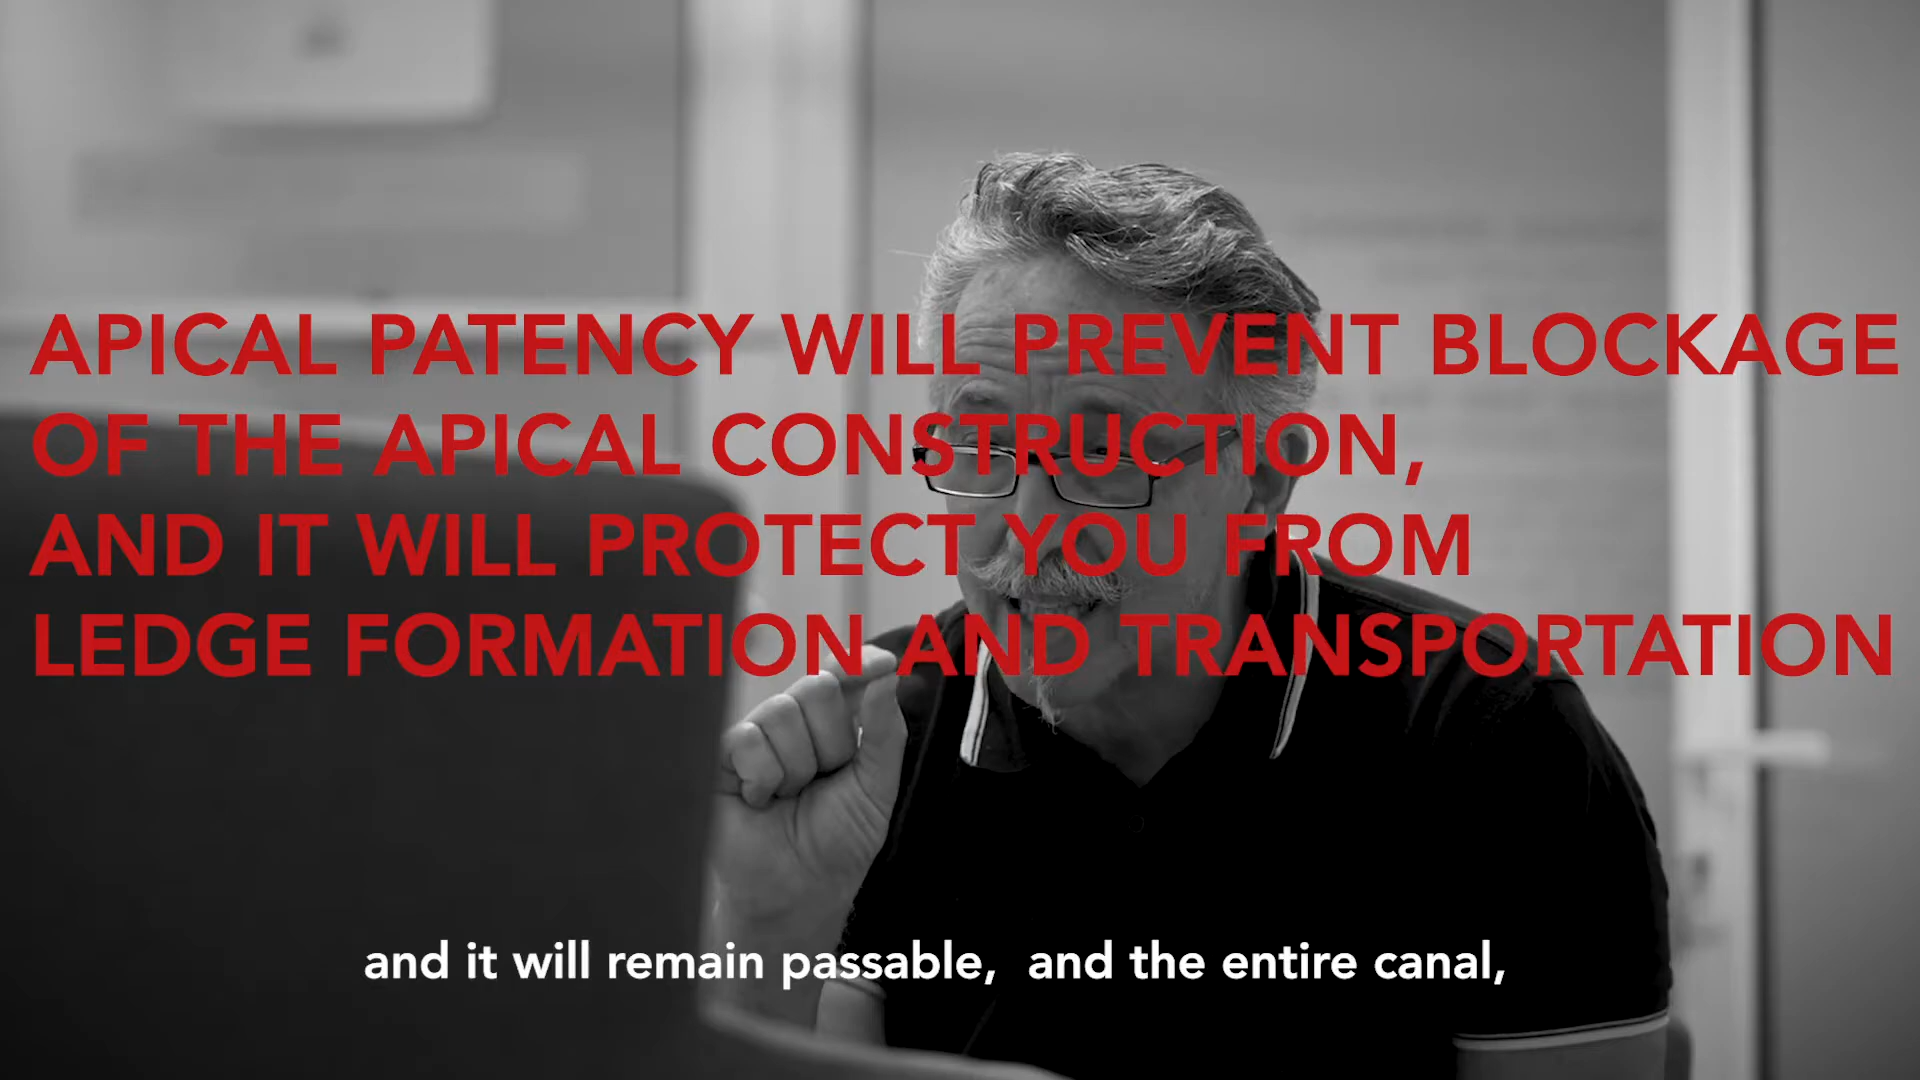 APICAL PATENCY WILL PREVENT BLOCKAGE
OF THE APICAL CONSTRUCTION,
AND IT WILL PROTECT YOU FROM
LEDGE FORMATION AND TRANSPORTATION
and it will remain passable, and the entire canal,